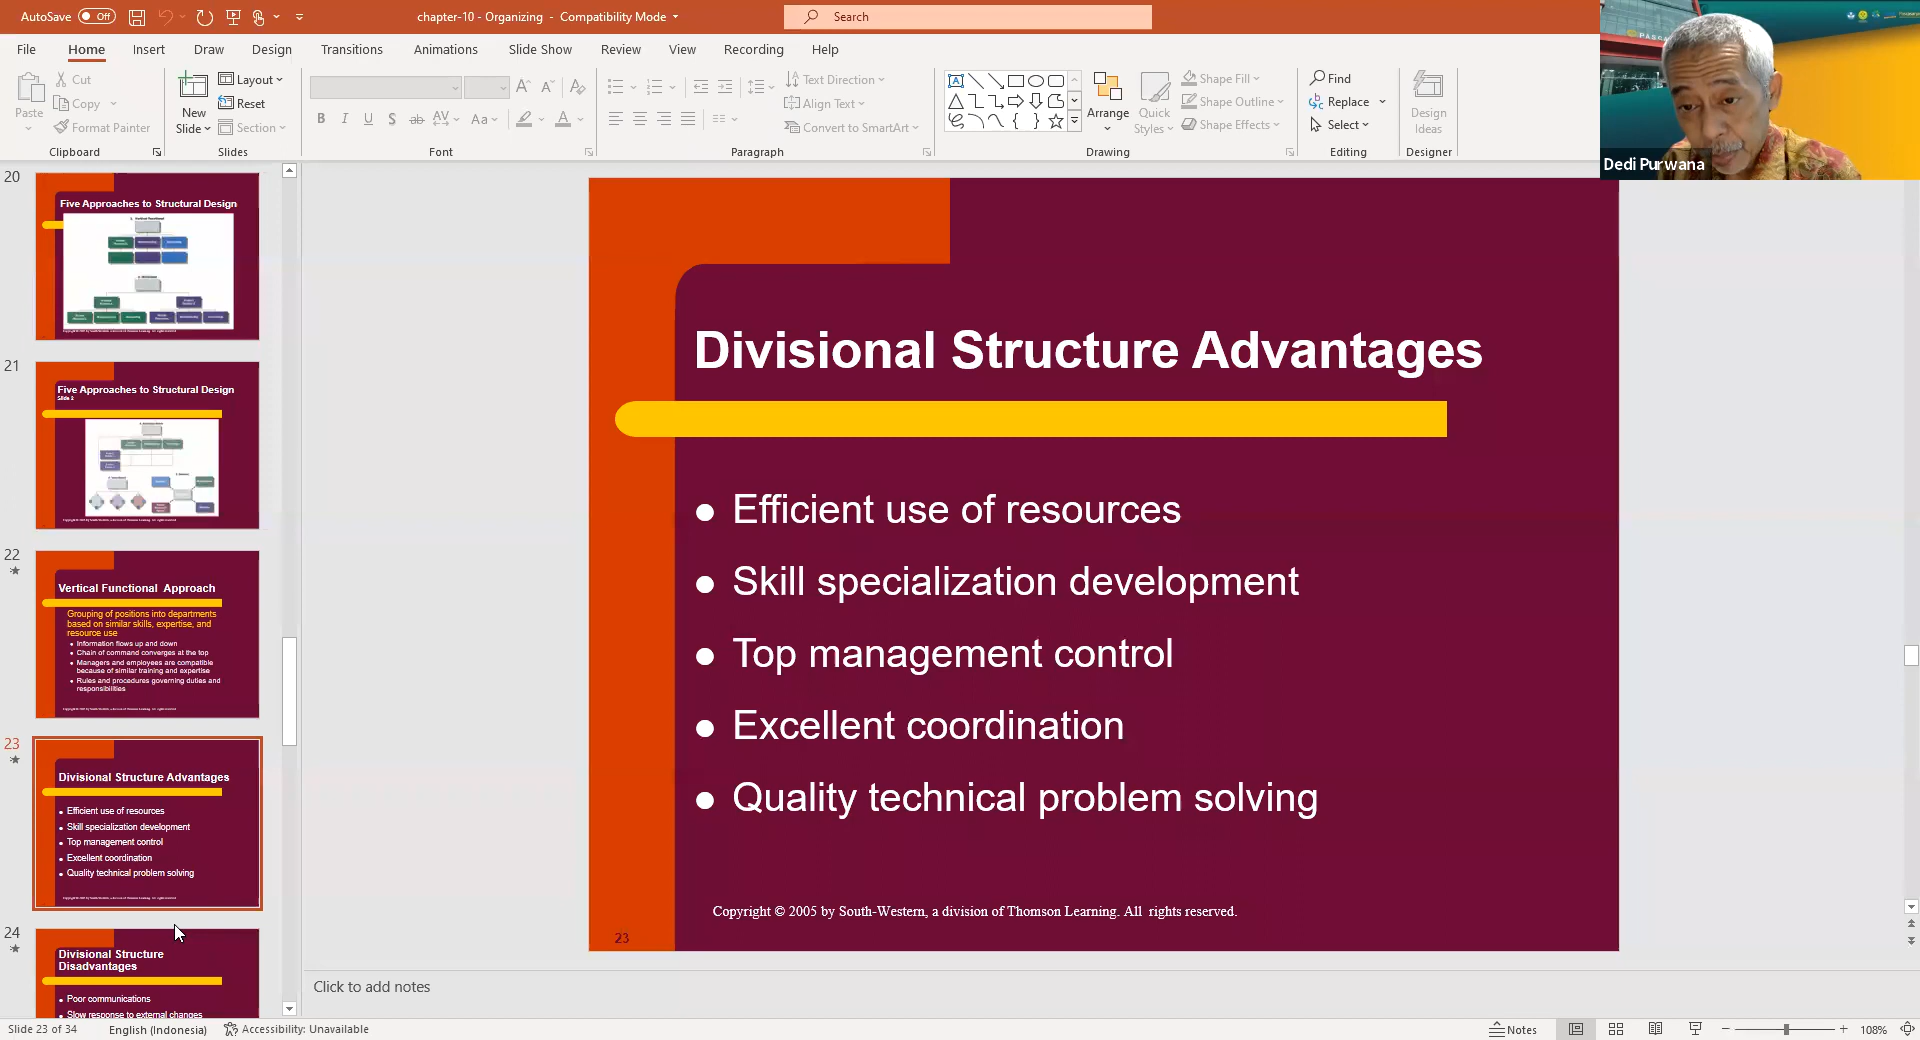 AutoSave Off
chapter-10 - Organizing - Compatibility Mode
Search
File Home Insert Draw Design Transitions Animations Slide Show Review View Recording Help
Paste
Cut
Copy
Format Painter
Clipboard
New
Slide
Layout
Reset
Section
Slides
Font
Text Direction
Align Text
Convert to SmartArt
Paragraph
Arrange
Quick
Styles
Shape Fill
Shape Outline
Shape Effects
Drawing
Find
Replace
Select
Editing
Design
Ideas
Designer
Dedi Purwana
20
Five Approaches to Structural Design
21
Five Approaches to Structural Design
Slide 2
22
Vertical Functional Approach
Grouping of positions into departments
based on similar skills, expertise, and
resource use
Information flows up and down
Chain of command converges at the top
Managers and employees are compatible
because of similar training and expertise
Rules and procedures governing duties and
responsibilities
23
Divisional Structure Advantages
Efficient use of resources
Skill specialization development
Top management control
Excellent coordination
Quality technical problem solving
24
Divisional Structure
Disadvantages
Poor communications
Slow response to external changes
Divisional Structure Advantages
Efficient use of resources
Skill specialization development
Top management control
Excellent coordination
Quality technical problem solving
Copyright © 2005 by South-Western, a division of Thomson Learning. All rights reserved.
23
Click to add notes
Slide 23 of 34 English (Indonesia) Accessibility: Unavailable
Notes
108%